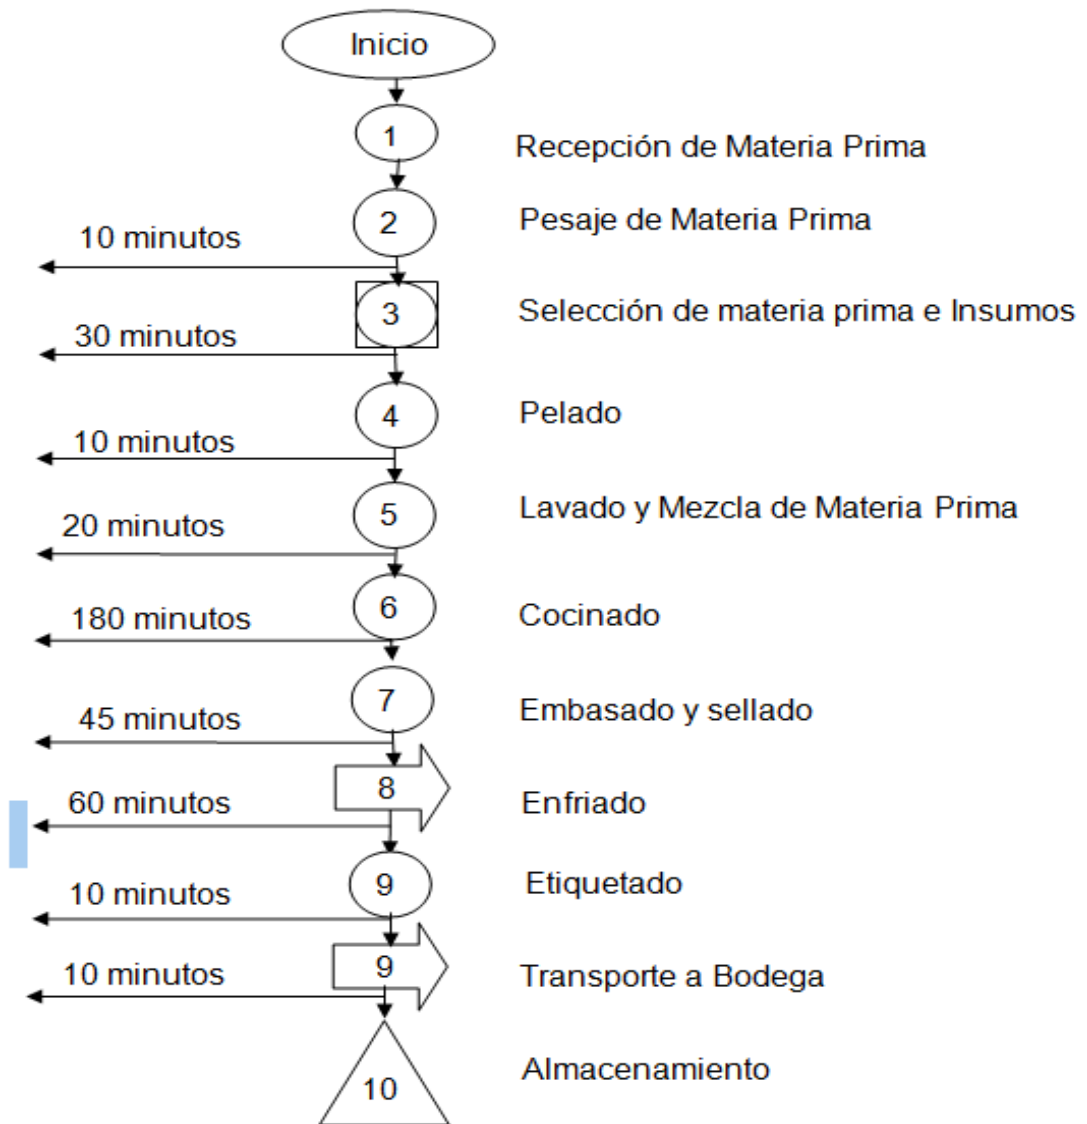 Inicio
1
Recepción de Materia Prima
2
Pesaje de Materia Prima
10 minutos
3
Selección de materia prima e Insumos
30 minutos
4
Pelado
10 minutos
5
Lavado y Mezcla de Materia Prima
20 minutos
6
Cocinado
180 minutos
7
Embasado y sellado
45 minutos
8
Enfriado
60 minutos
9
Etiquetado
10 minutos
9
Transporte a Bodega
10 minutos
10
Almacenamiento